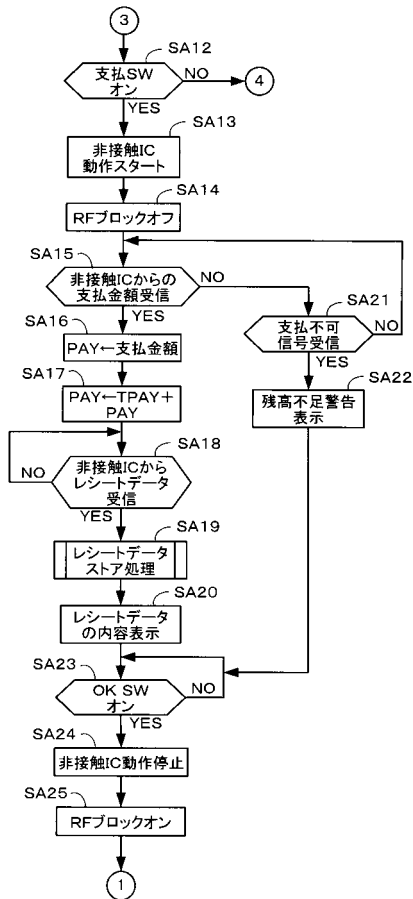 3
SA12
支払SW
オン
NO
4
YES
SA13
非接触IC
動作スタート
SA14
RFブロックオフ
SA15
非接触ICからの
支払金額受信
NO
YES
SA21
支払不可
信号受信
NO
YES
SA16
PAY←支払金額
SA22
残高不足警告
表示
SA17
PAY←TPAY+
PAY
SA18
非接触ICから
レシートデータ
受信
NO
YES
SA19
レシートデータ
ストア処理
SA20
レシートデータ
の内容表示
SA23
OK SW
オン
NO
YES
SA24
非接触IC動作停止
SA25
RFブロックオン
1